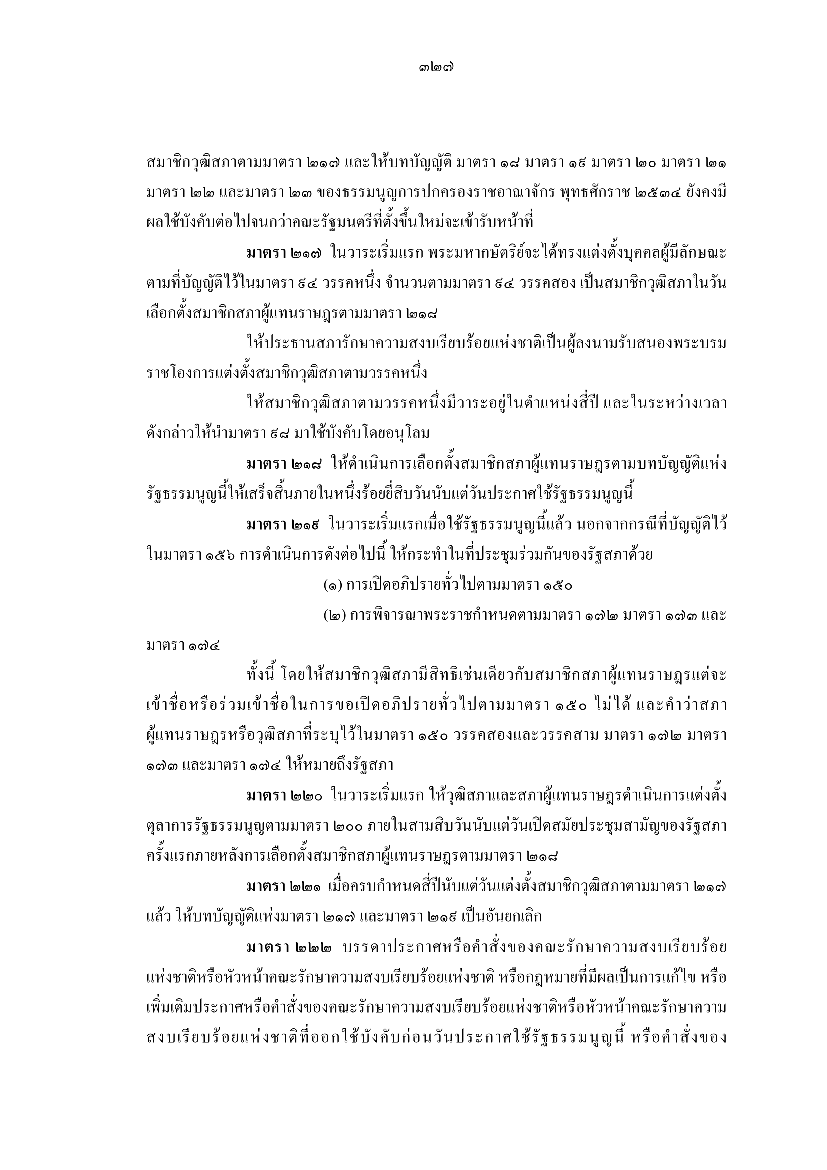 ๓๒๗
สมาชิกวุฒิสภาตามมาตรา ๒๑๗ และให้บทบัญญัติ มาตรา ๑๘ มาตรา ๑๙ มาตรา ๒๐ มาตรา ๒๑
มาตรา ๒๒ และมาตรา ๒๓ ของธรรมนูญการปกครองราชอาณาจักร พุทธศักราช ๒๕๓๔ ยังคงมี
ผลใช้บังคับต่อไปจนกว่าคณะรัฐมนตรีที่ตั้งขึ้นใหม่จะเข้ารับหน้าที่
มาตรา ๒๑๗ ในวาระเริ่มแรก พระมหากษัตริย์จะได้ทรงแต่งตั้งบุคคลผู้มีลักษณะ
ตามที่บัญญัติไว้ในมาตรา ๙๔ วรรคหนึ่ง จำนวนตามมาตรา ๙๔ วรรคสอง เป็นสมาชิกวุฒิสภาในวัน
เลือกตั้งสมาชิกสภาผู้แทนราษฎรตามมาตรา ๒๑๘
ให้ประธานสภารักษาความสงบเรียบร้อยแห่งชาติเป็นผู้ลงนามรับสนองพระบรม
ราชโองการแต่งตั้งสมาชิกวุฒิสภาตามวรรคหนึ่ง
ให้สมาชิกวุฒิสภาตามวรรคหนึ่งมีวาระอยู่ในตำแหน่งสี่ปี และในระหว่างเวลา
ดังกล่าวให้นำมาตรา ๙๘ มาใช้บังคับโดยอนุโลม
มาตรา ๒๑๘ ให้ดำเนินการเลือกตั้งสมาชิกสภาผู้แทนราษฎรตามบทบัญญัติแห่ง
รัฐธรรมนูญนี้ให้เสร็จสิ้นภายในหนึ่งร้อยยี่สิบวันนับแต่วันประกาศใช้รัฐธรรมนูญนี้
มาตรา ๒๑๙ ในวาระเริ่มแรกเมื่อใช้รัฐธรรมนูญนี้แล้ว นอกจากกรณีที่บัญญัติไว้
ในมาตรา ๑๕๖ การดำเนินการดังต่อไปนี้ ให้กระทำในที่ประชุมร่วมกันของรัฐสภาด้วย
(๑) การเปิดอภิปรายทั่วไปตามมาตรา ๑๕๐
(๒) การพิจารณาพระราชกำหนดตามมาตรา ๑๗๒ มาตรา ๑๗๓ และ
มาตรา ๑๗๔
ทั้งนี้ โดยให้สมาชิกวุฒิสภามีสิทธิเช่นเดียวกับสมาชิกสภาผู้แทนราษฎรแต่จะ
เข้าชื่อหรือร่วมเข้าชื่อในการขอเปิดอภิปรายทั่วไปตามมาตรา ๑๕๐ ไม่ได้ และคำว่าสภา
ผู้แทนราษฎรหรือวุฒิสภาที่ระบุไว้ในมาตรา ๑๕๐ วรรคสองและวรรคสาม มาตรา ๑๗๒ มาตรา
๑๗๓ และมาตรา ๑๗๔ ให้หมายถึงรัฐสภา
มาตรา ๒๒๐ ในวาระเริ่มแรก ให้วุฒิสภาและสภาผู้แทนราษฎรดำเนินการแต่งตั้ง
ตุลาการรัฐธรรมนูญตามมาตรา ๒๐๐ ภายในสามสิบวันนับแต่วันเปิดสมัยประชุมสามัญของรัฐสภา
ครั้งแรกภายหลังการเลือกตั้งสมาชิกสภาผู้แทนราษฎรตามมาตรา ๒๑๘
มาตรา ๒๒๑ เมื่อครบกำหนดสี่ปีนับแต่วันแต่งตั้งสมาชิกวุฒิสภาตามมาตรา ๒๑๗
แล้ว ให้บทบัญญัติแห่งมาตรา ๒๑๗ และมาตรา ๒๑๙ เป็นอันยกเลิก
มาตรา ๒๒๒ บรรดาประกาศหรือคำสั่งของคณะรักษาความสงบเรียบร้อย
แห่งชาติหรือหัวหน้าคณะรักษาความสงบเรียบร้อยแห่งชาติ หรือกฎหมายที่มีผลเป็นการแก้ไข หรือ
เพิ่มเติมประกาศหรือคำสั่งของคณะรักษาความสงบเรียบร้อยแห่งชาติหรือหัวหน้าคณะรักษาความ
สงบเรียบร้อยแห่งชาติที่ออกใช้บังคับก่อนวันประกาศใช้รัฐธรรมนูญนี้ หรือคำสั่งของ